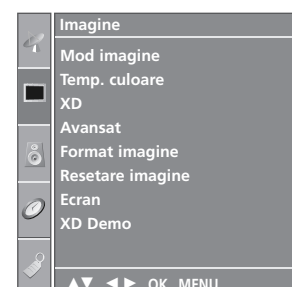 Imagine
Mod imagine
Temp. culoare
XD
Avansat
Format imagine
Resetare imagine
Ecran
XD Demo
▲▼ ◄► OK MENU